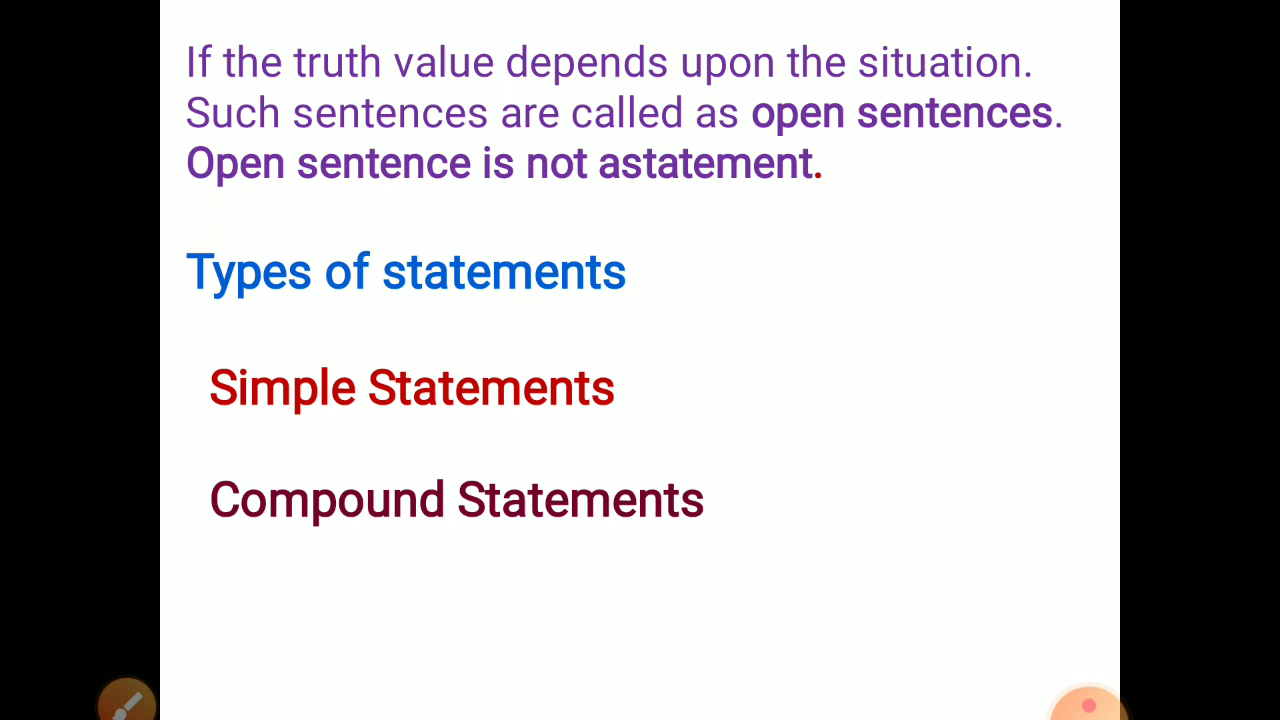 If the truth value depends upon the situation.
Such sentences are called as open sentences.
Open sentence is not astatement.
Types of statements
Simple Statements
Compound Statements